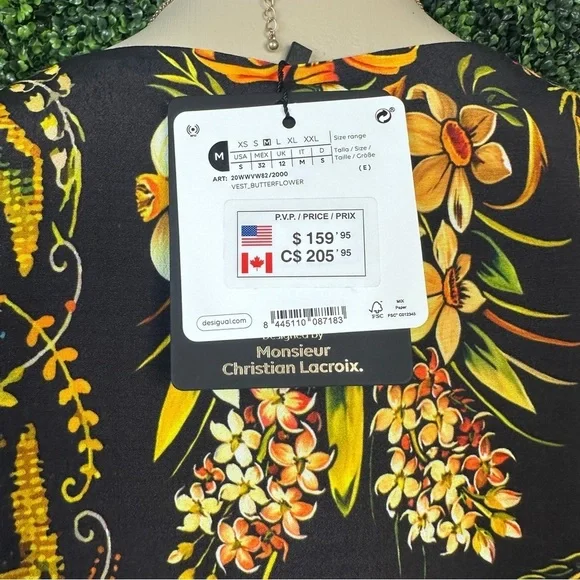 XS S M L XL XXL Size range
M
USA MEX UK IT D Talla / Size /
S 32 12 M S Taille / Größe
ART: 20WWVW82/2000 (E)
VEST_BUTTERFLOWER
P.V.P. / PRICE / PRIX
$ 159'95
C$ 205'95
desigual.com
8 445110 087183
FSC
MIX
Paper
FSC® C012345
Designed by
Monsieur
Christian Lacroix.